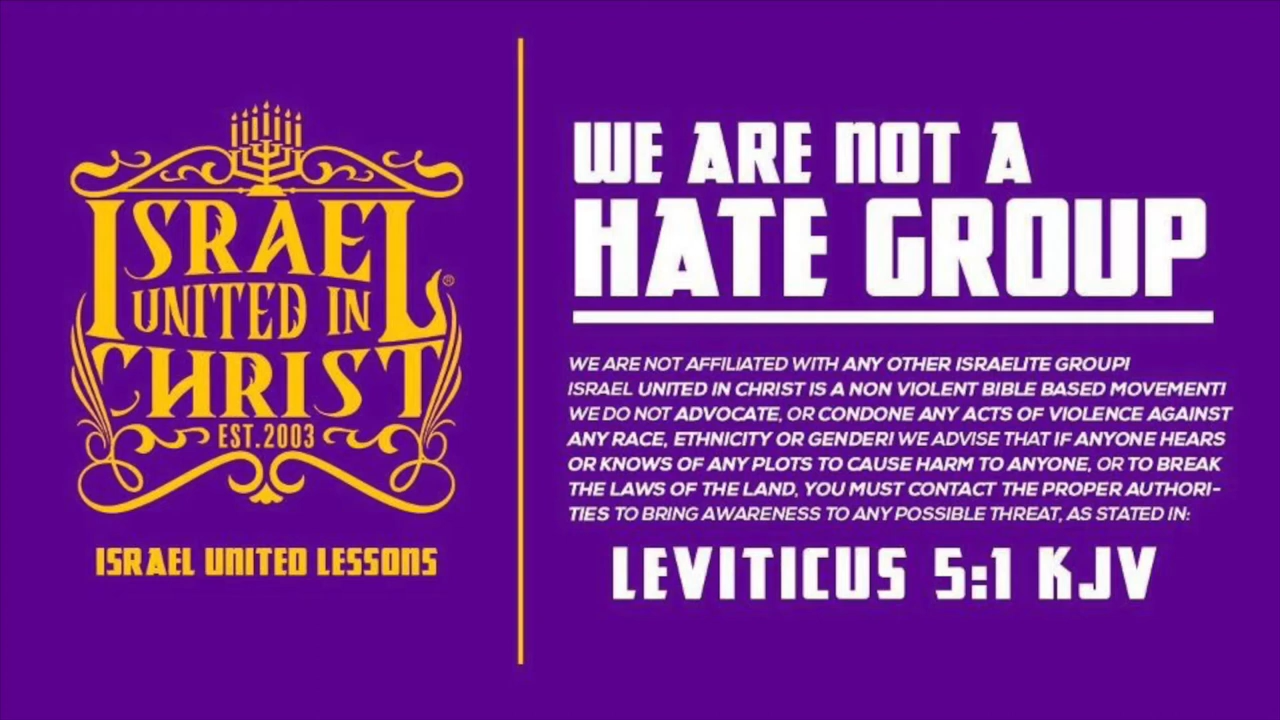 ISRAEL
UNITED IN
CHRIST
EST.2003
®
ISRAEL UNITED LESSONS
WE ARE NOT A
HATE GROUP
WE ARE NOT AFFILIATED WITH ANY OTHER ISRAELITE GROUP!
ISRAEL UNITED IN CHRIST IS A NON VIOLENT BIBLE BASED MOVEMENT!
WE DO NOT ADVOCATE, OR CONDONE ANY ACTS OF VIOLENCE AGAINST
ANY RACE, ETHNICITY OR GENDER! WE ADVISE THAT IF ANYONE HEARS
OR KNOWS OF ANY PLOTS TO CAUSE HARM TO ANYONE, OR TO BREAK
THE LAWS OF THE LAND, YOU MUST CONTACT THE PROPER AUTHORI-
TIES TO BRING AWARENESS TO ANY POSSIBLE THREAT, AS STATED IN:
LEVITICUS 5:1 KJV